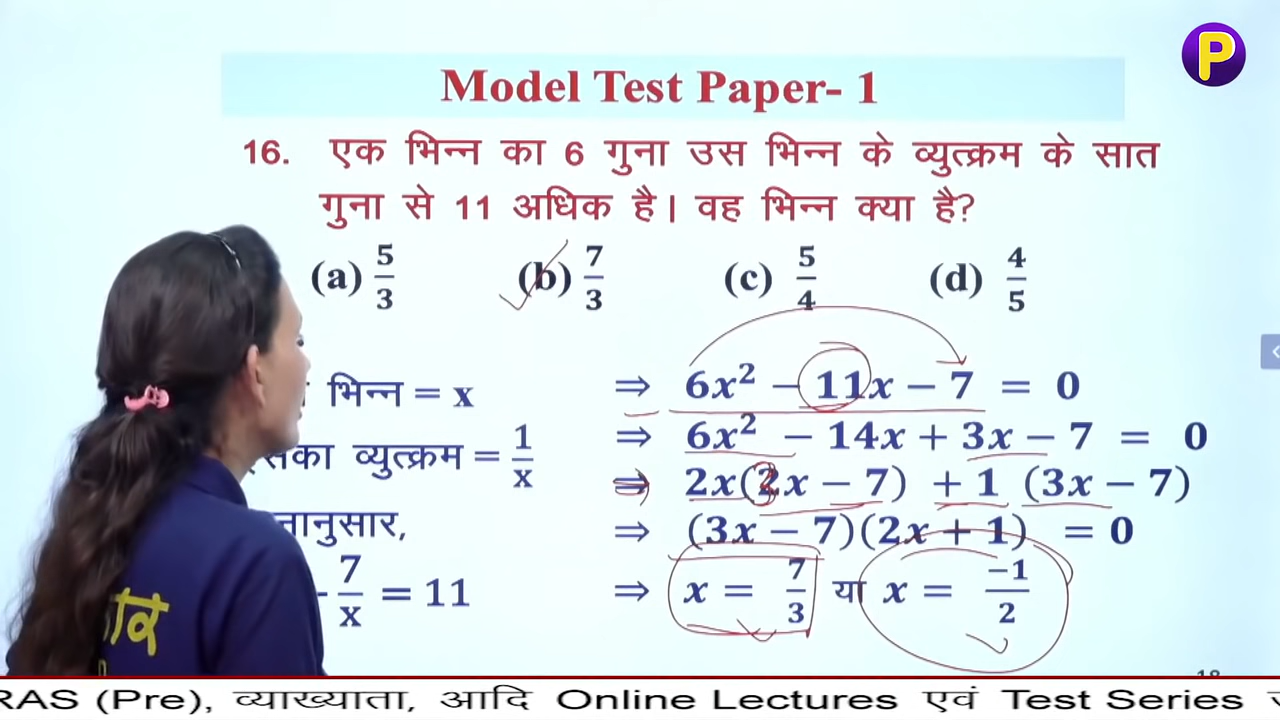 P
Model Test Paper- 1
16. एक भिन्न का 6 गुना उस भिन्न के व्युत्क्रम के सात
गुना से 11 अधिक है। वह भिन्न क्या है?
(a) 5/3 (b) 7/3 (c) 5/4 (d) 4/5
भिन्न = x ⇒ 6x² − 11x − 7 = 0
व्युत्क्रम = 1/x ⇒ 6x² − 14x + 3x − 7 = 0
⇒ 2x(3x − 7) + 1 (3x − 7)
⇒ (3x − 7)(2x + 1) = 0
7/x = 11 ⇒ x = 7/3 या x = −1/2
RAS (Pre), व्याख्याता, आदि Online Lectures एवं Test Series